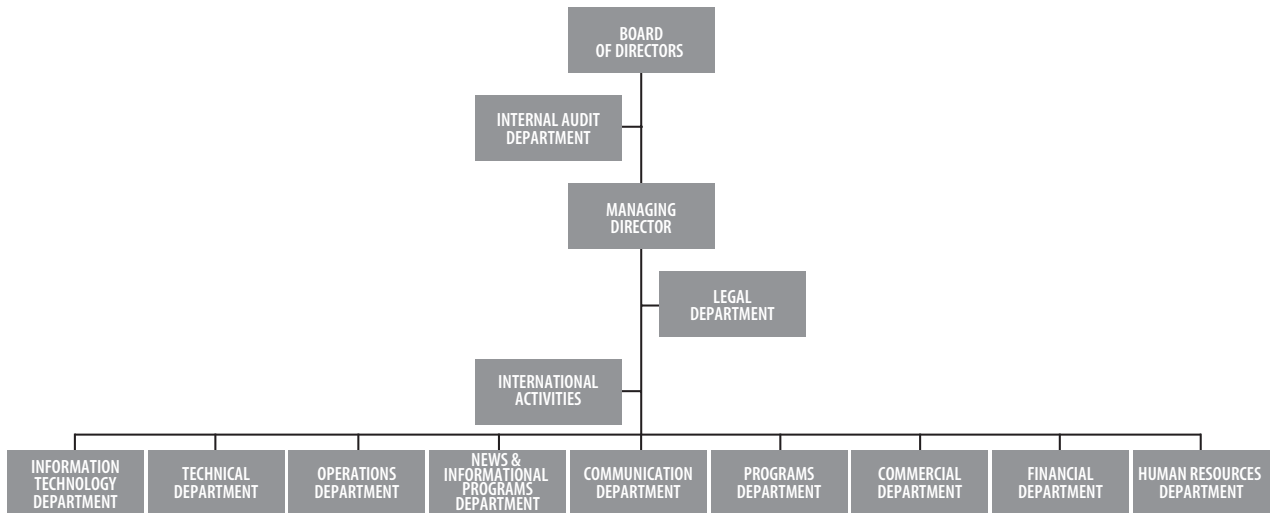 BOARD
OF DIRECTORS
INTERNAL AUDIT
DEPARTMENT
MANAGING
DIRECTOR
LEGAL
DEPARTMENT
INTERNATIONAL
ACTIVITIES
INFORMATION
TECHNOLOGY
DEPARTMENT
TECHNICAL
DEPARTMENT
OPERATIONS
DEPARTMENT
NEWS &
INFORMATIONAL
PROGRAMS
DEPARTMENT
COMMUNICATION
DEPARTMENT
PROGRAMS
DEPARTMENT
COMMERCIAL
DEPARTMENT
FINANCIAL
DEPARTMENT
HUMAN RESOURCES
DEPARTMENT